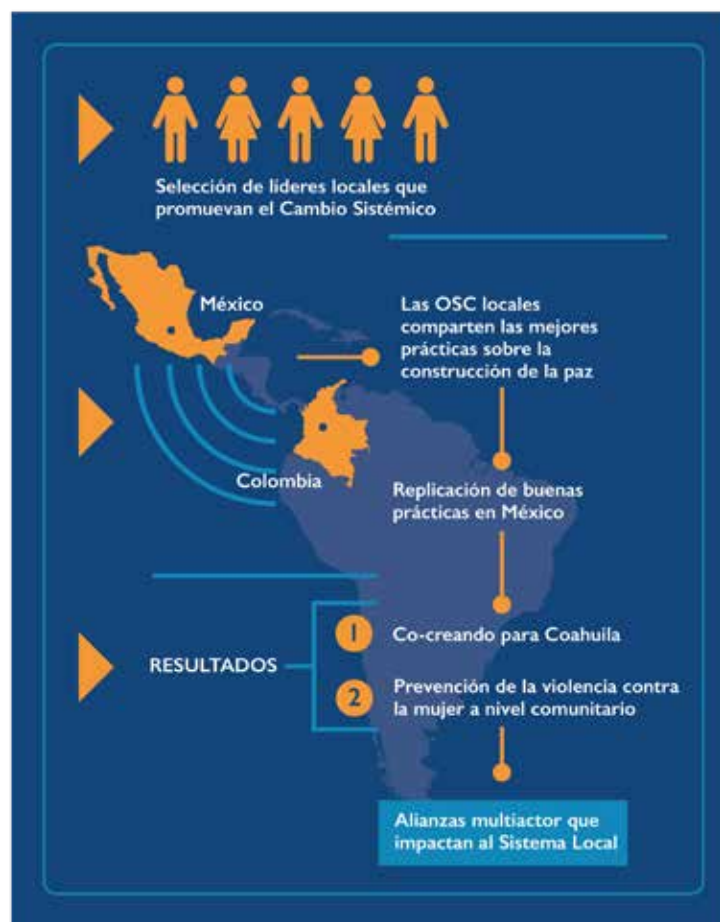 Selección de líderes locales que
promuevan el Cambio Sistémico
México
Las OSC locales
comparten las mejores
prácticas sobre la
construcción de la paz
Colombia
Replicación de buenas
prácticas en México
RESULTADOS
1 Co-creando para Coahuila
2 Prevención de la violencia contra
la mujer a nivel comunitario
Alianzas multiactor que
impactan al Sistema Local